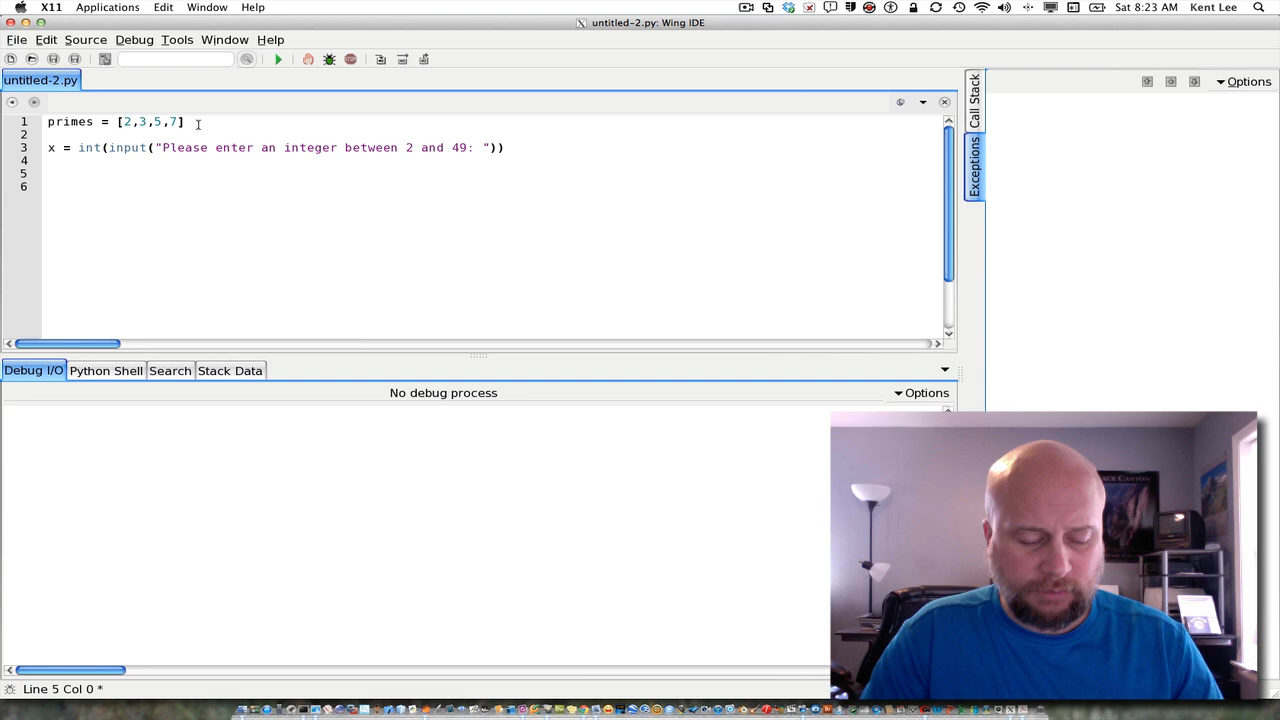 X11 Applications Edit Window Help Sat 8:23 AM Kent Lee
untitled-2.py: Wing IDE
File Edit Source Debug Tools Window Help
untitled-2.py
Options
Call Stack
Exceptions
1 primes = [2,3,5,7]
2
3 x = int(input("Please enter an integer between 2 and 49: "))
4
5
6
Debug I/O Python Shell Search Stack Data
No debug process Options
ACK CANYON
Line 5 Col 0 *